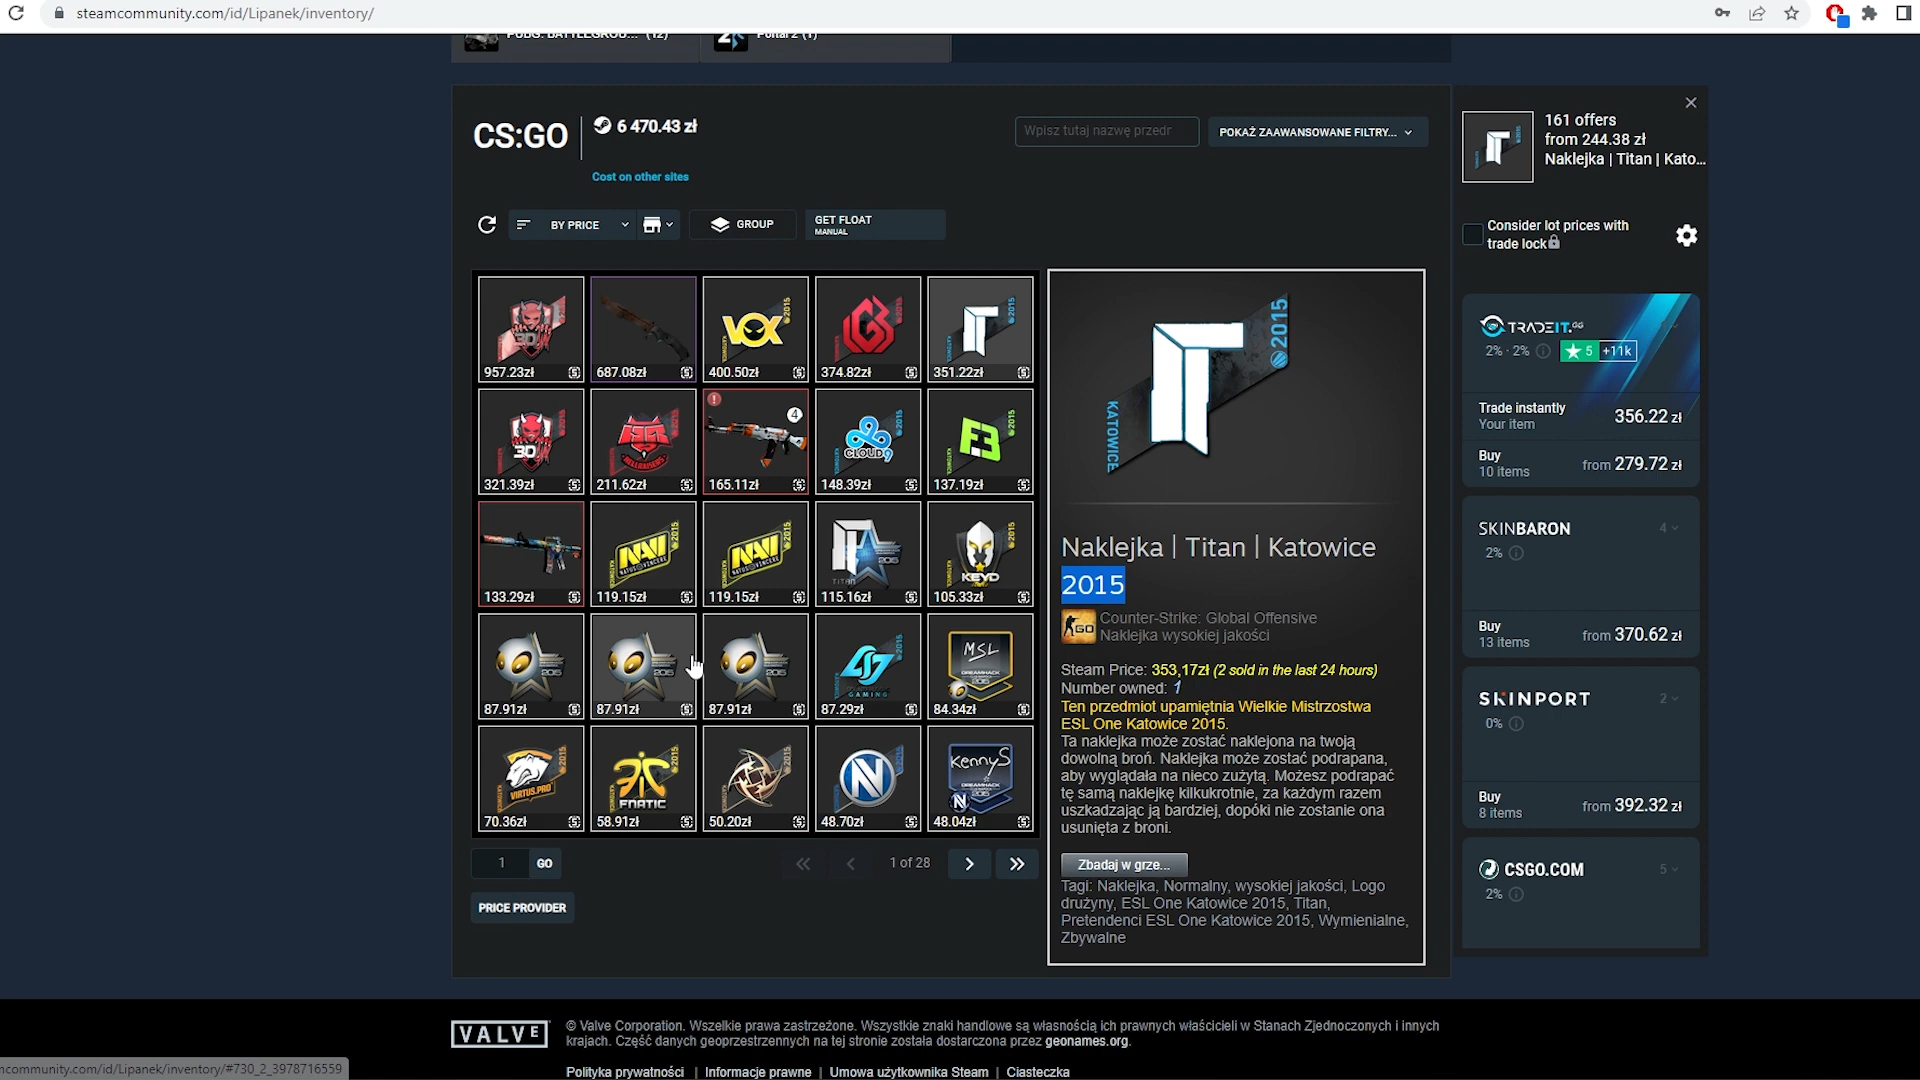 steamcommunity.com/id/Lipanek/inventory/
PUBG: BATTLEGROU... (12)
Portal 2 (1)
CS:GO
6 470.43 zł
Cost on other sites
Wpisz tutaj nazwę przedr
POKAŻ ZAAWANSOWANE FILTRY...
BY PRICE
GROUP
GET FLOAT
MANUAL
957.23zł
687.08zł
400.50zł
374.82zł
351.22zł
321.39zł
211.62zł
4
165.11zł
148.39zł
137.19zł
133.29zł
119.15zł
119.15zł
115.16zł
105.33zł
87.91zł
87.91zł
87.91zł
87.29zł
84.34zł
70.36zł
58.91zł
50.20zł
48.70zł
48.04zł
1
GO
1 of 28
PRICE PROVIDER
KATOWICE
2015
Naklejka | Titan | Katowice
2015
Counter-Strike: Global Offensive
Naklejka wysokiej jakości
Steam Price: 353,17zł (2 sold in the last 24 hours)
Number owned: 1
Ten przedmiot upamiętnia Wielkie Mistrzostwa
ESL One Katowice 2015.
Ta naklejka może zostać naklejona na twoją
dowolną broń. Naklejka może zostać podrapana,
aby wyglądała na nieco zużytą. Możesz podrapać
tę samą naklejkę kilkukrotnie, za każdym razem
uszkadzając ją bardziej, dopóki nie zostanie ona
usunięta z broni.
Zbadaj w grze...
Tagi: Naklejka, Normalny, wysokiej jakości, Logo
drużyny, ESL One Katowice 2015, Titan,
Pretendenci ESL One Katowice 2015, Wymienialne,
Zbywalne
161 offers
from 244.38 zł
Naklejka | Titan | Kato...
Consider lot prices with
trade lock
TRADEIT.GG
2% · 2%
5 +11k
Trade instantly
Your item
356.22 zł
Buy
10 items
from 279.72 zł
SKINBARON
4
2%
Buy
13 items
from 370.62 zł
SKINPORT
2
0%
Buy
8 items
from 392.32 zł
CSGO.COM
5
2%
VALVE
© Valve Corporation. Wszelkie prawa zastrzeżone. Wszystkie znaki handlowe są własnością ich prawnych właścicieli w Stanach Zjednoczonych i innych
krajach. Część danych geoprzestrzennych na tej stronie została dostarczona przez geonames.org.
Polityka prywatności | Informacje prawne | Umowa użytkownika Steam | Ciasteczka
mcommunity.com/id/Lipanek/inventory/#730_2_3978716559